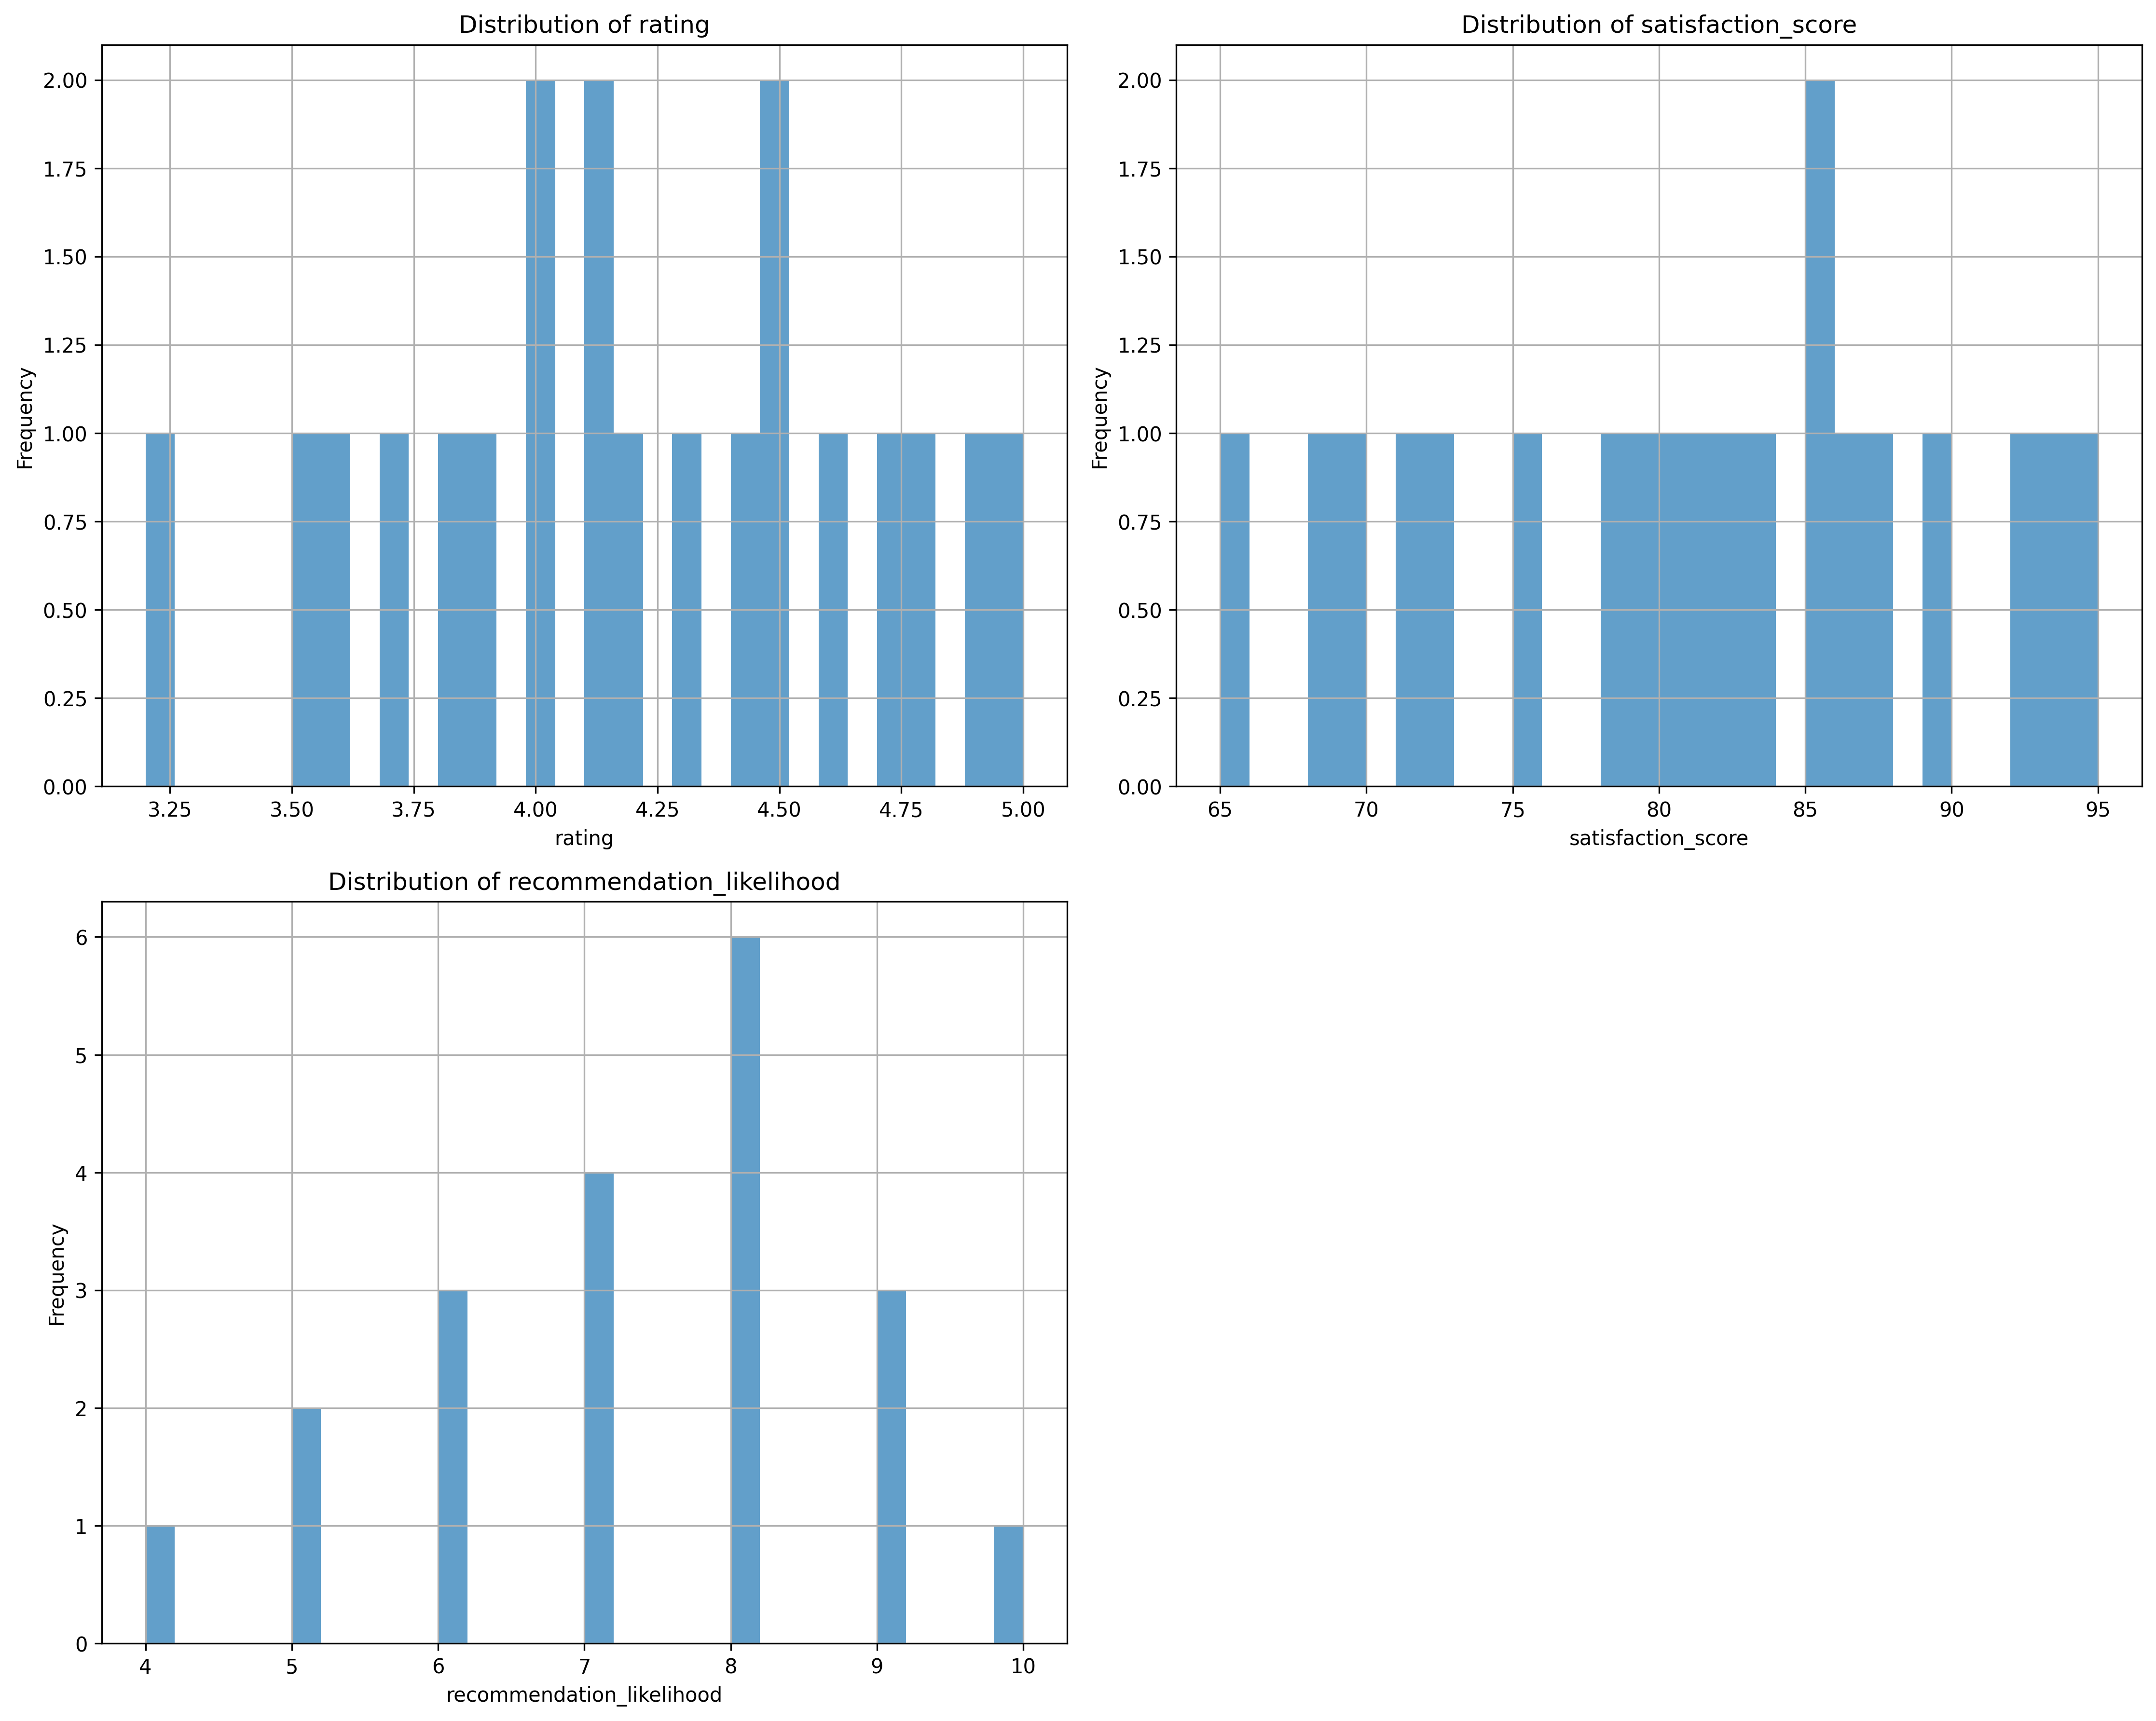 Distribution of rating
2.00
1.75
1.50
1.25
1.00
0.75
0.50
0.25
0.00
Frequency
3.25 3.50 3.75 4.00 4.25 4.50 4.75 5.00
rating
Distribution of satisfaction_score
2.00
1.75
1.50
1.25
1.00
0.75
0.50
0.25
0.00
Frequency
65 70 75 80 85 90 95
satisfaction_score
Distribution of recommendation_likelihood
6
5
4
3
2
1
0
Frequency
4 5 6 7 8 9 10
recommendation_likelihood